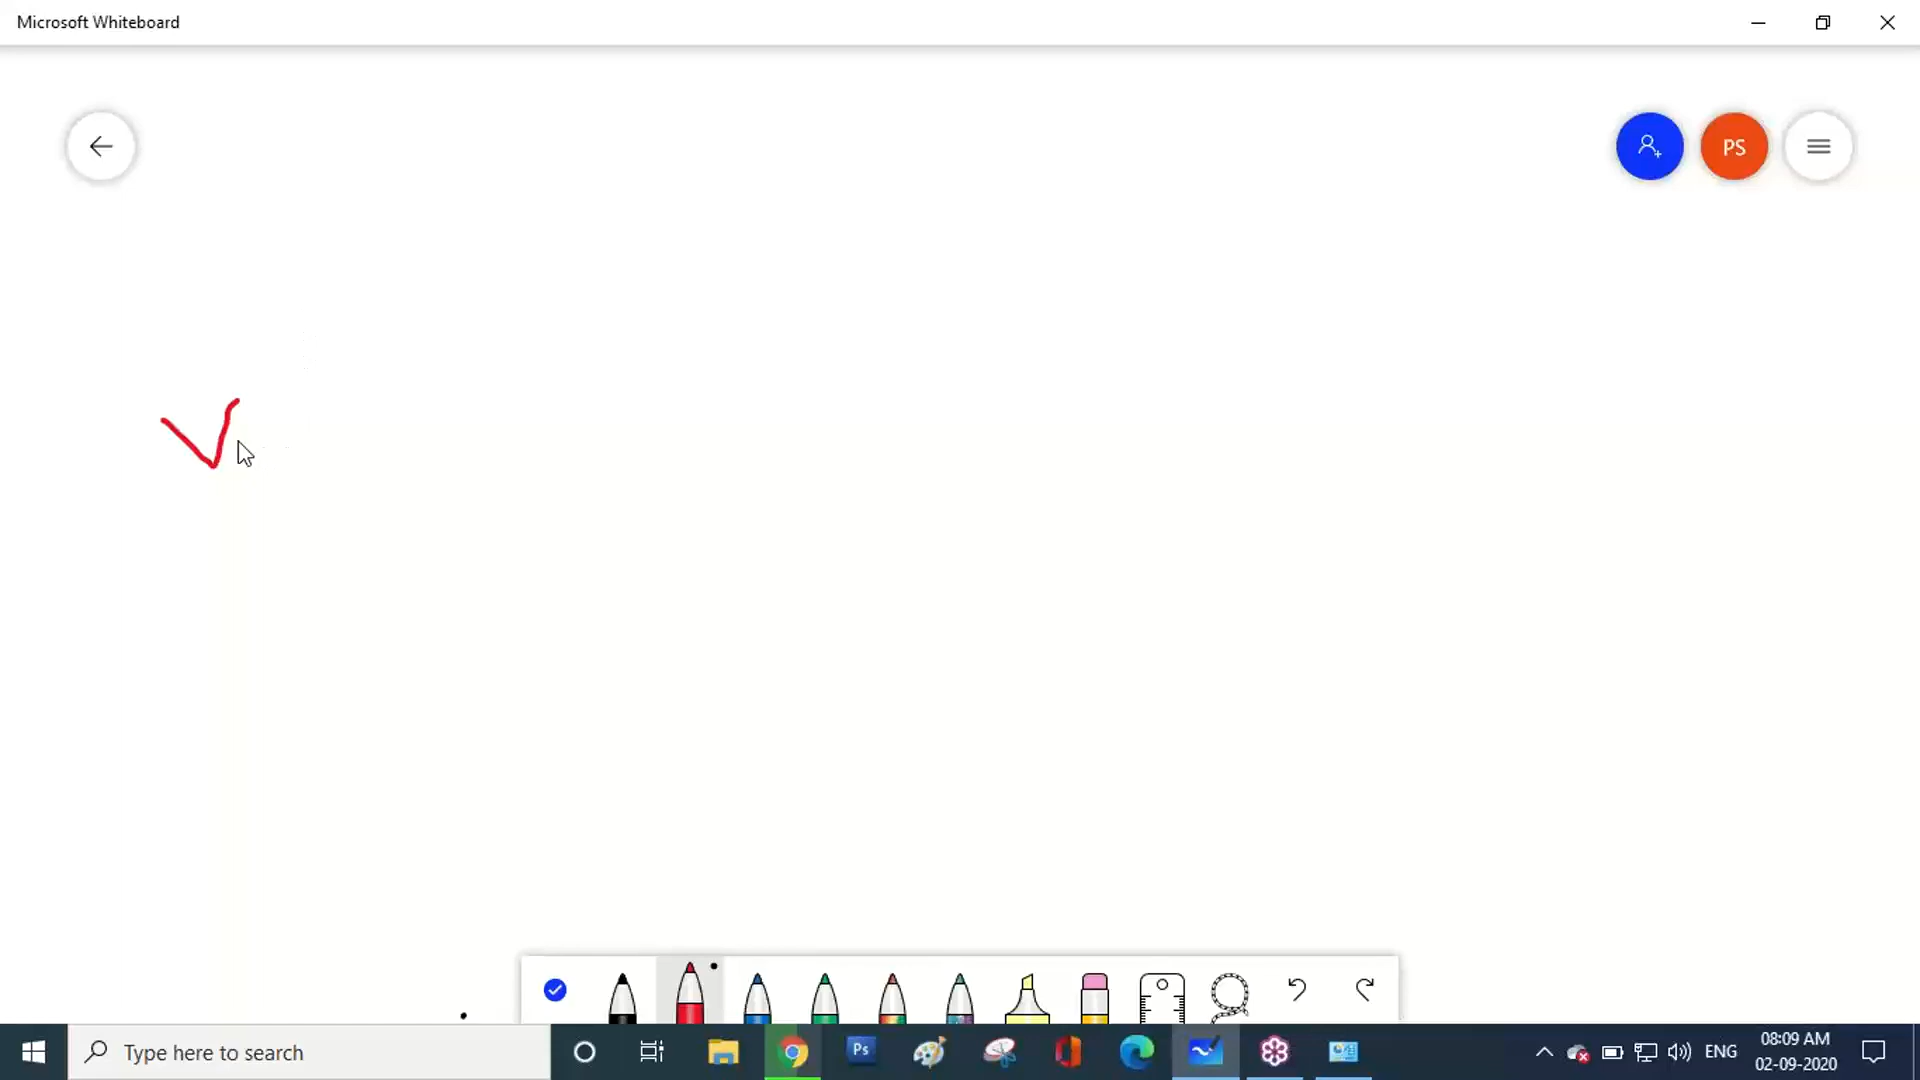 Microsoft Whiteboard
PS
V
Type here to search
Ps
ENG
08:09 AM
02-09-2020